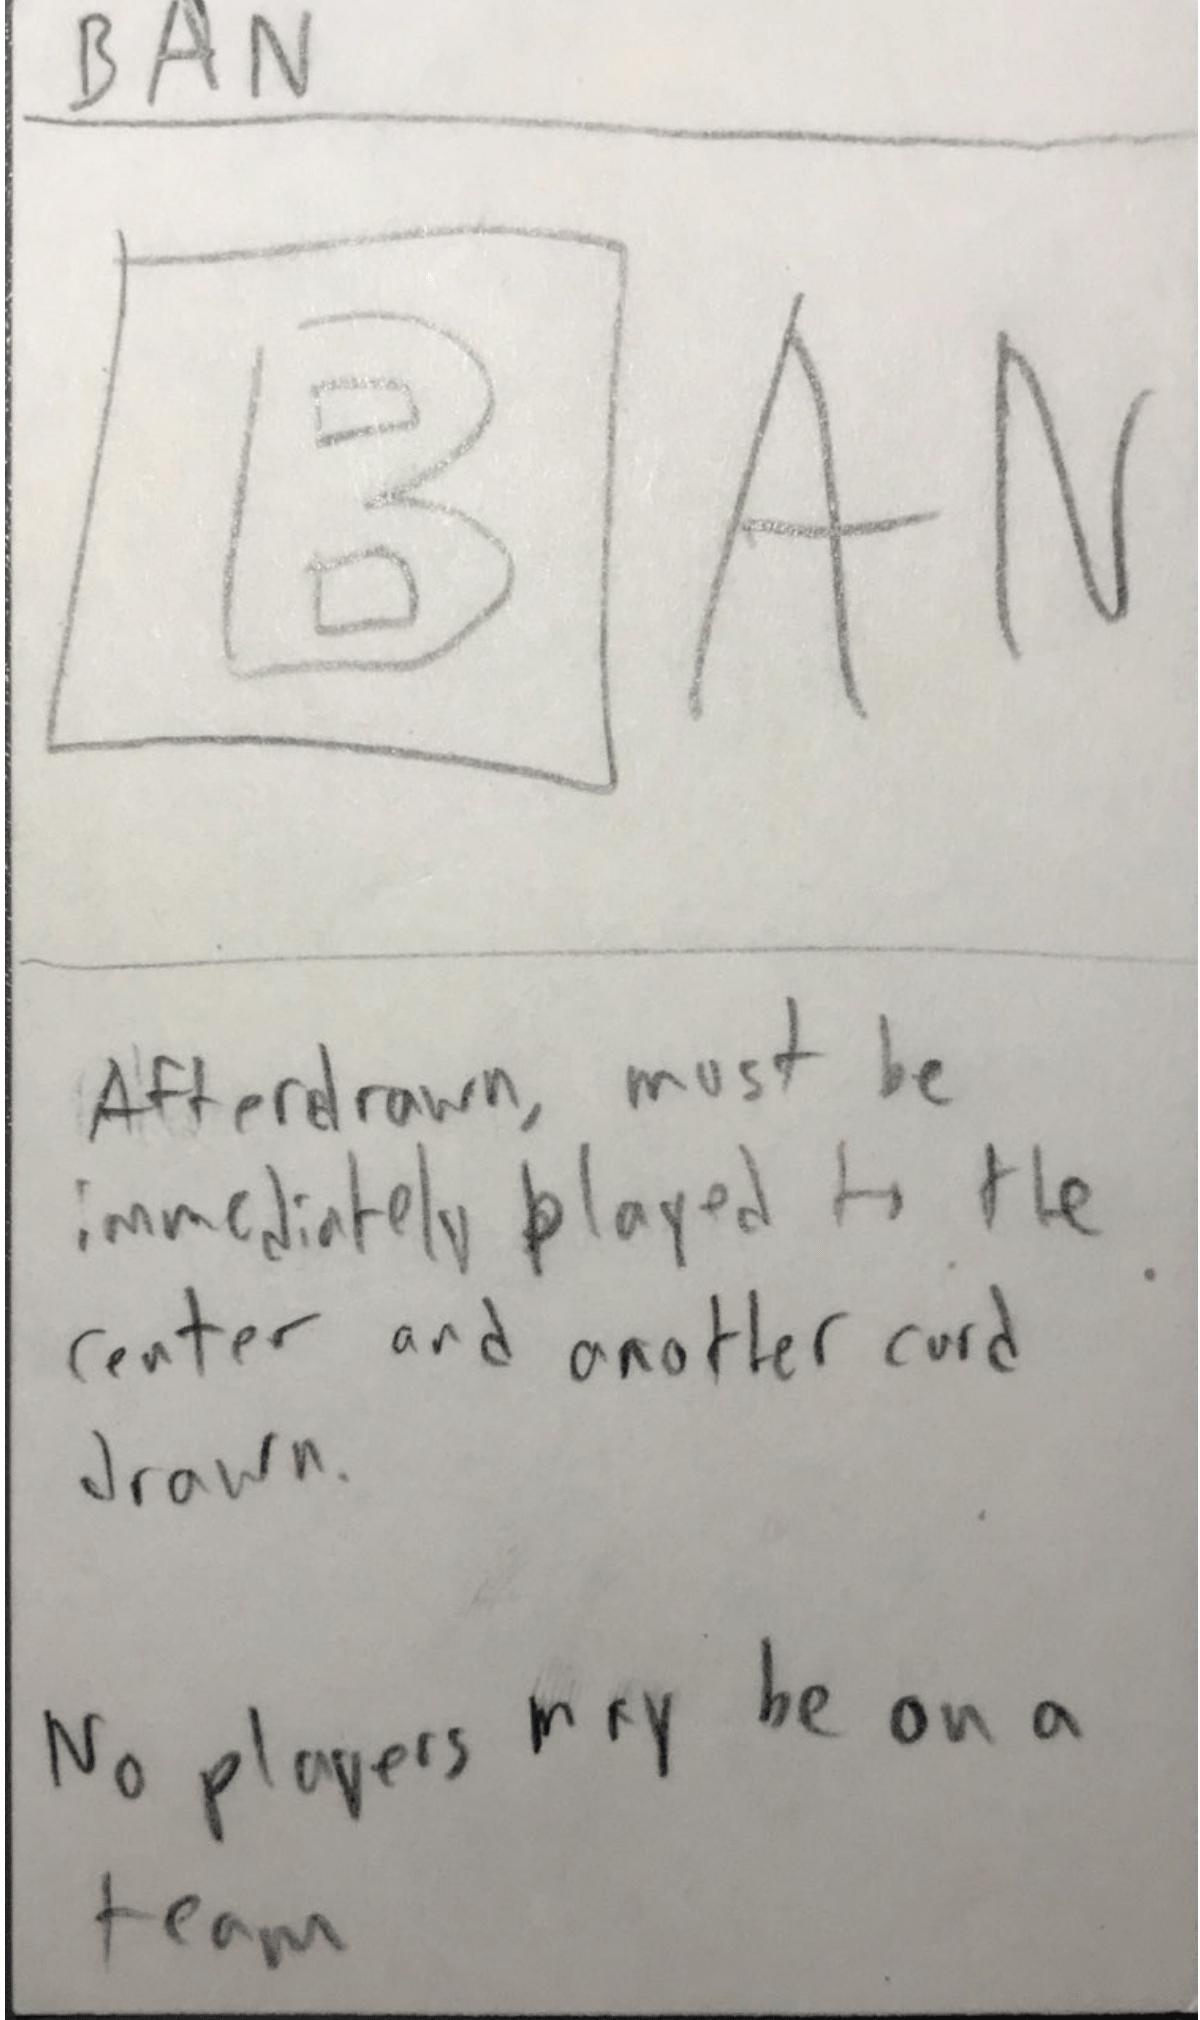 BAN
BAN
Afterdrawn, must be
immediately played to the
center and another card
drawn.
No players may be on a
team